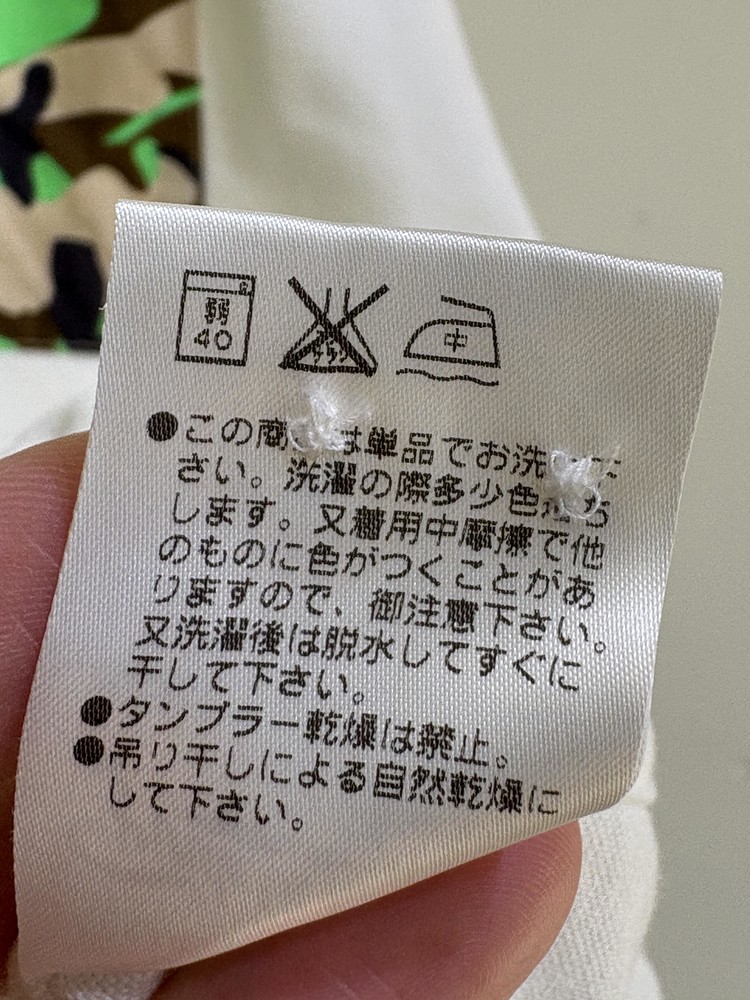 弱
40
中
●この商 は単品でお洗
さい。洗濯の際多少色 ち
します。又着用中摩擦で他
のものに色がつくことがあ
りますので、御注意下さい。
又洗濯後は脱水してすぐに
干して下さい。
●タンブラー乾燥は禁止。
●吊り干しによる自然乾燥に
して下さい。